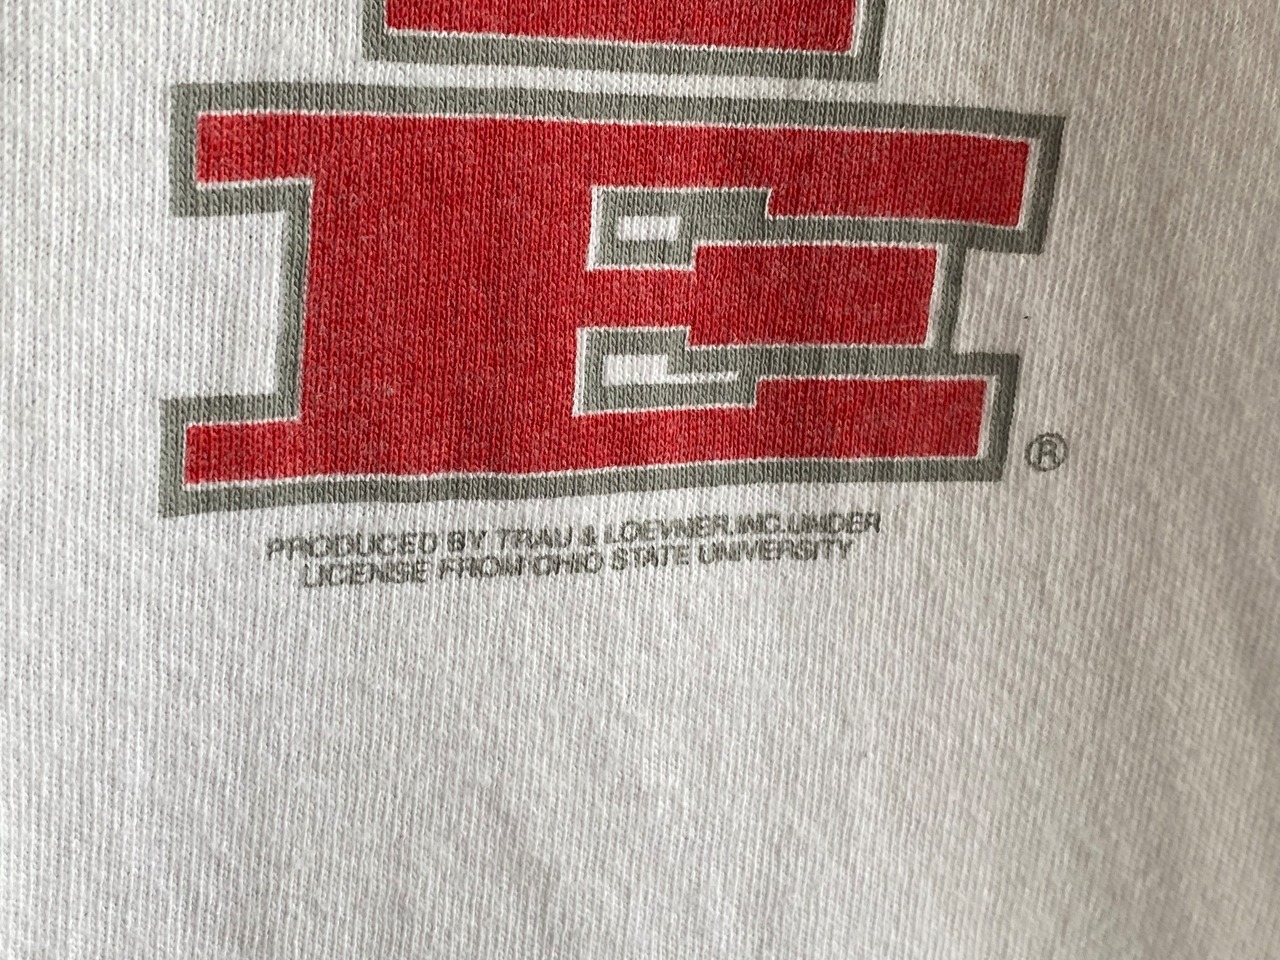 E
®
PRODUCED BY TRAU & LOEVNER, INC. UNDER
LICENSE FROM OHIO STATE UNIVERSITY